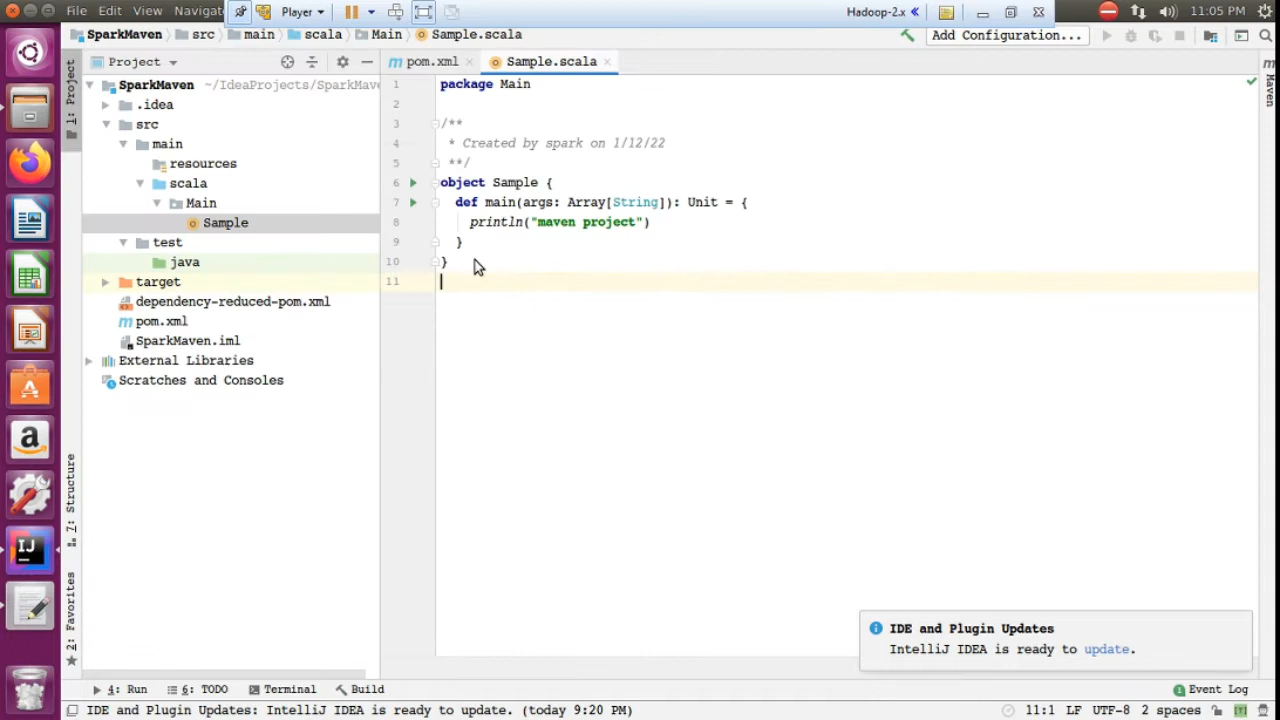 File Edit View Navigat Player Hadoop-2.x 11:05 PM
SparkMaven src main scala Main Sample.scala Add Configuration...
Project pom.xml Sample.scala
1: Project
Maven
SparkMaven ~/IdeaProjects/SparkMave
.idea
src
main
resources
scala
Main
Sample
test
java
target
dependency-reduced-pom.xml
pom.xml
SparkMaven.iml
External Libraries
Scratches and Consoles
7: Structure
2: Favorites
1 package Main
2
3 /**
4 * Created by spark on 1/12/22
5 **/
6 object Sample {
7 def main(args: Array[String]): Unit = {
8 println("maven project")
9 }
10 }
11
IDE and Plugin Updates
IntelliJ IDEA is ready to update.
4: Run 6: TODO Terminal Build 1 Event Log
IDE and Plugin Updates: IntelliJ IDEA is ready to update. (today 9:20 PM) 11:1 LF UTF-8 2 spaces [T]